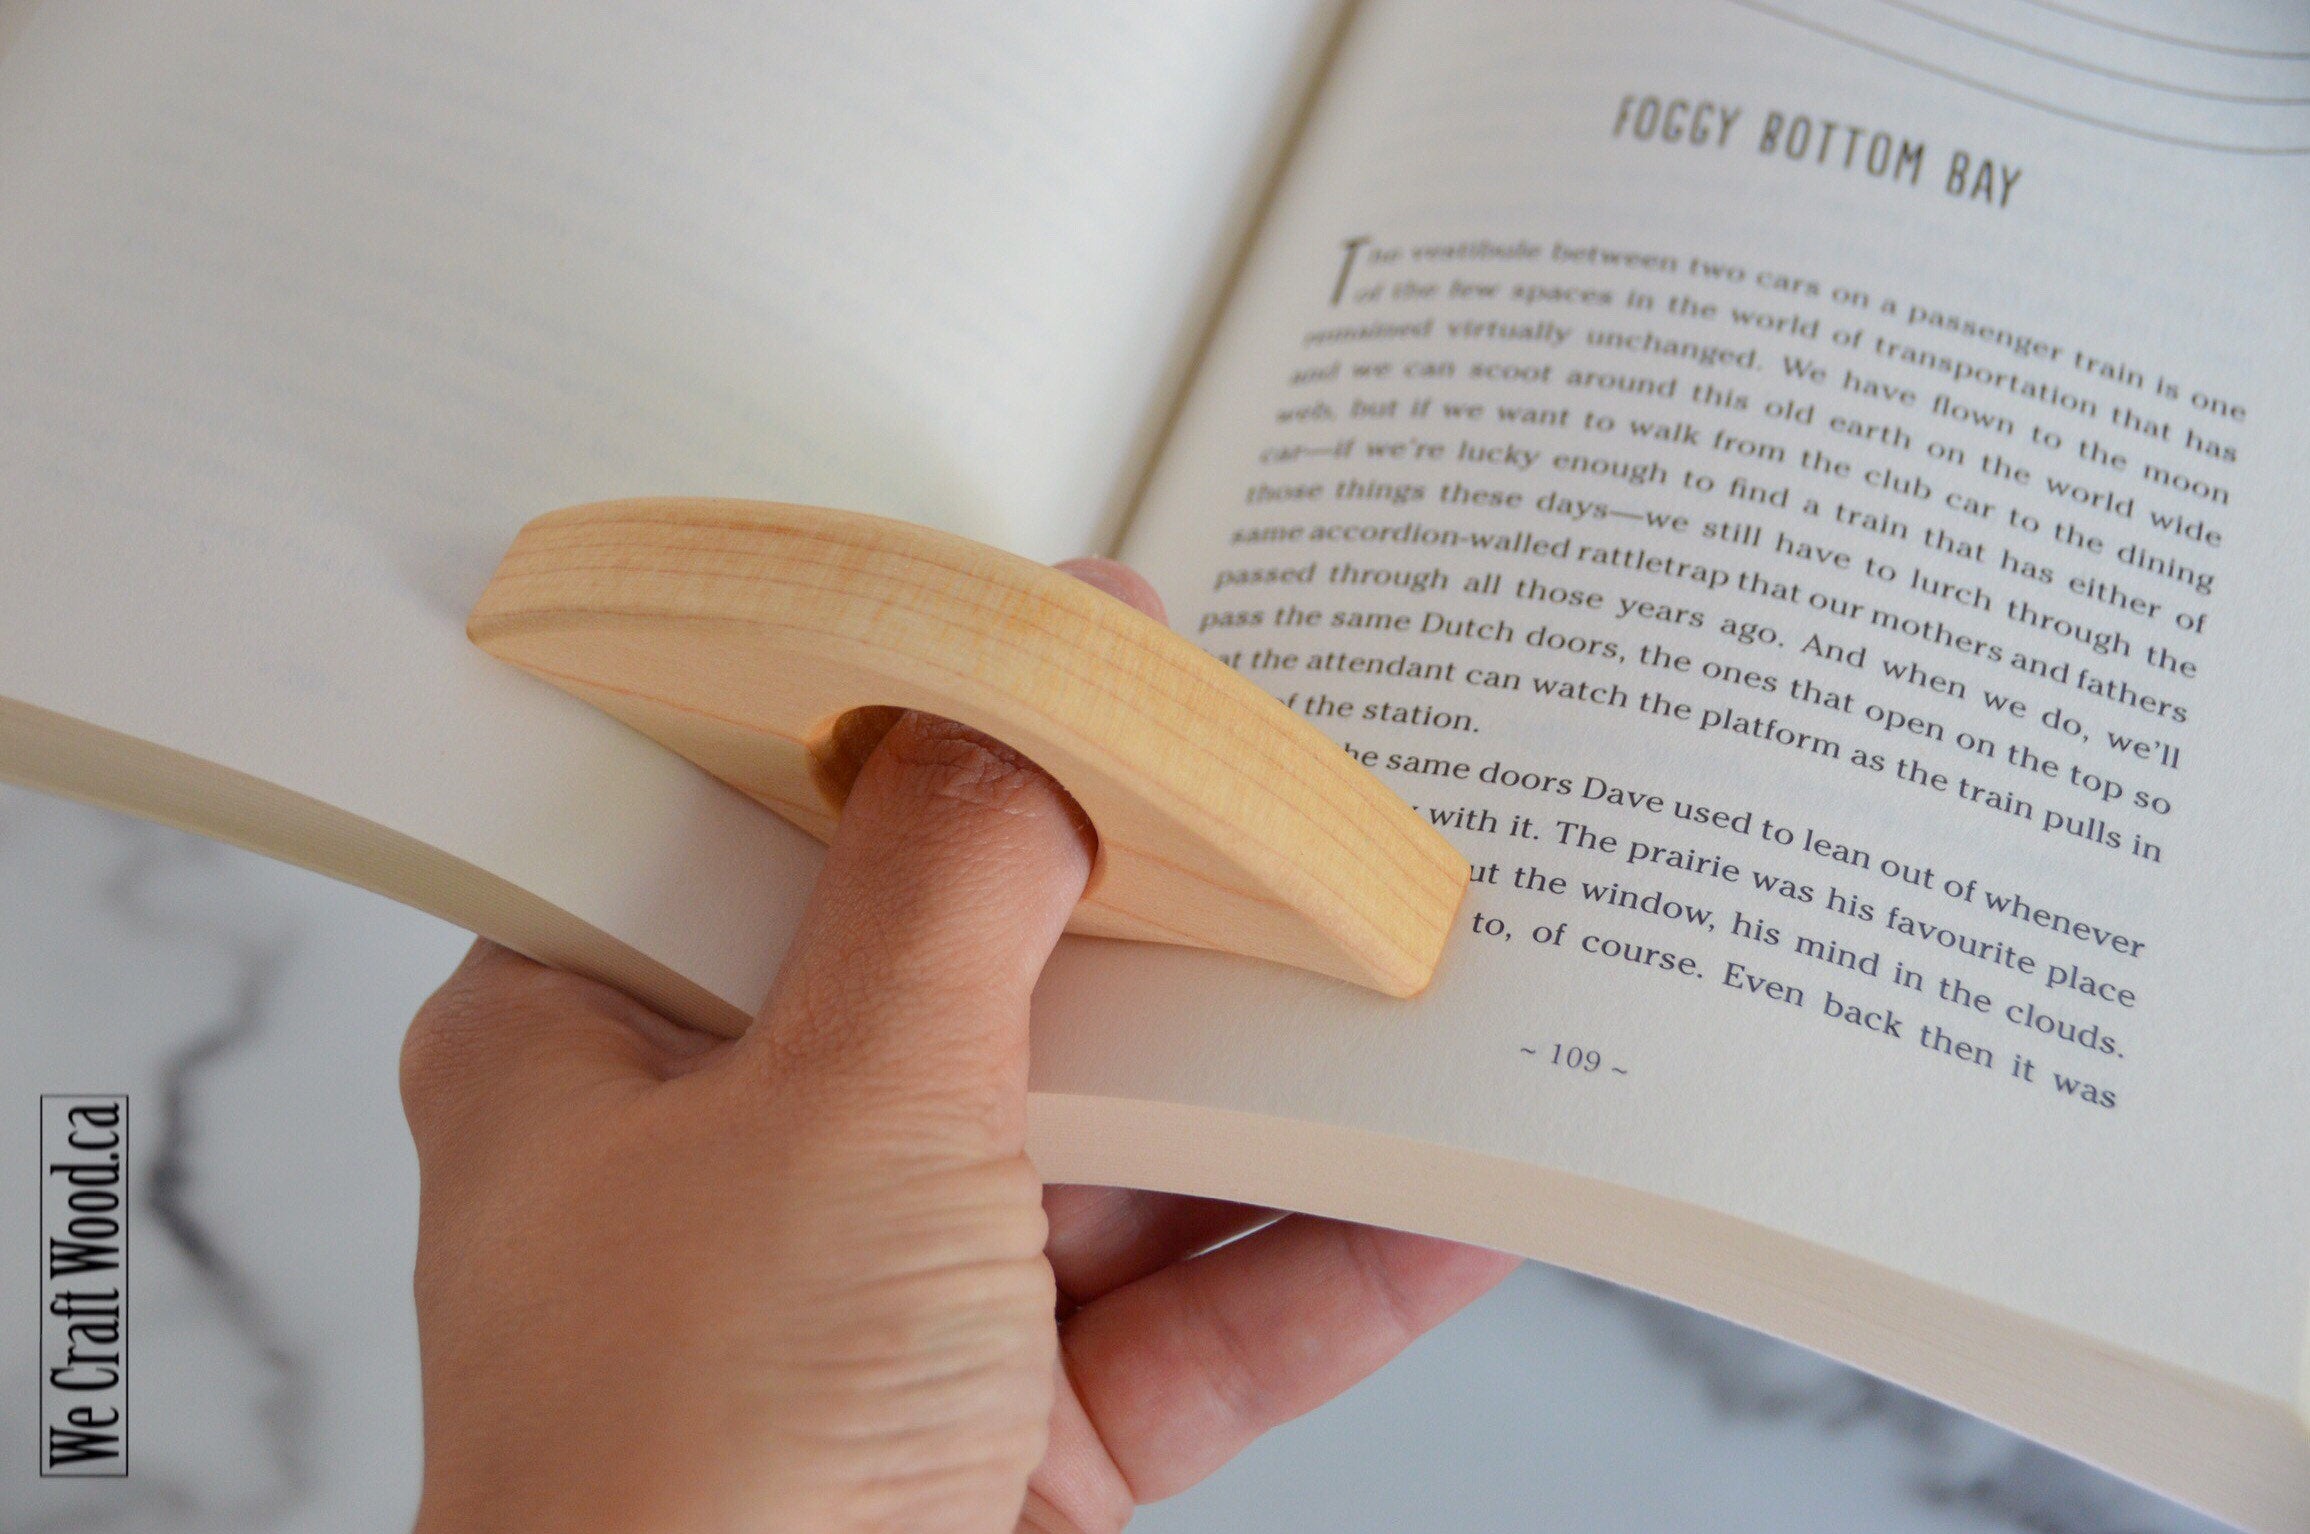 FOGGY BOTTOM BAY
The vestibule between two cars on a passenger train is one
of the few spaces in the world of transportation that has
remained virtually unchanged. We have flown to the moon
and we can scoot around this old earth on the world wide
web, but if we want to walk from the club car to the dining
car—if we're lucky enough to find a train that has either of
those things these days—we still have to lurch through the
same accordion-walled rattletrap that our mothers and fathers
passed through all those years ago. And when we do, we'll
pass the same Dutch doors, the ones that open on the top so
at the attendant can watch the platform as the train pulls in
of the station.
he same doors Dave used to lean out of whenever
with it. The prairie was his favourite place
ut the window, his mind in the clouds.
to, of course. Even back then it was
~ 109 ~
We Craft Wood.ca